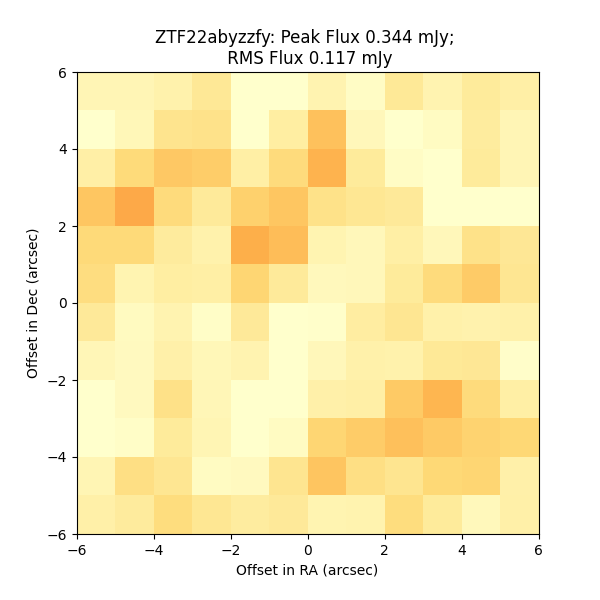 ZTF22abyzzfy: Peak Flux 0.344 mJy;
RMS Flux 0.117 mJy
6
4
2
0
−2
−4
−6
Offset in Dec (arcsec)
−6 −4 −2 0 2 4 6
Offset in RA (arcsec)